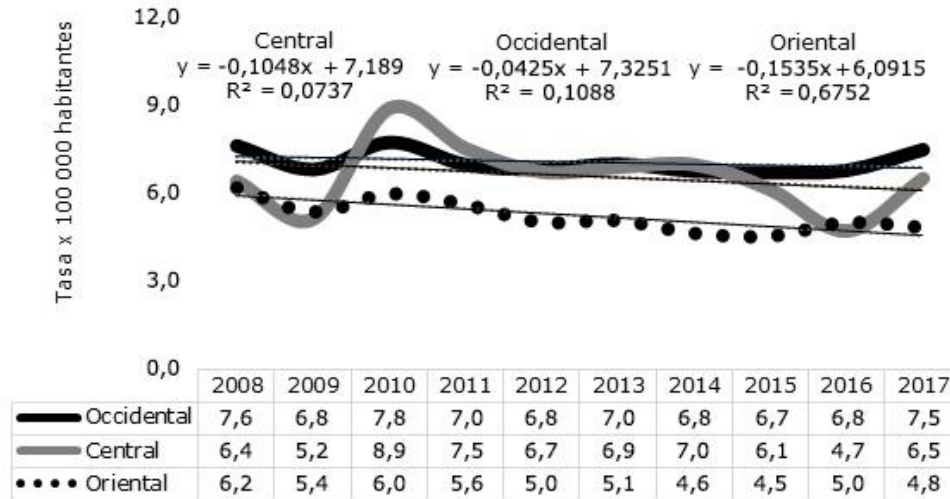 12,0
Central Occidental Oriental
y = -0,1048x + 7,189 y = -0,0425x + 7,3251 y = -0,1535x+6,0915
R² = 0,0737 R² = 0,1088 R² = 0,6752
9,0
6,0
3,0
0,0
Tasa x 100 000 habitantes
2008 2009 2010 2011 2012 2013 2014 2015 2016 2017
Occidental 7,6 6,8 7,8 7,0 6,8 7,0 6,8 6,7 6,8 7,5
Central 6,4 5,2 8,9 7,5 6,7 6,9 7,0 6,1 4,7 6,5
Oriental 6,2 5,4 6,0 5,6 5,0 5,1 4,6 4,5 5,0 4,8